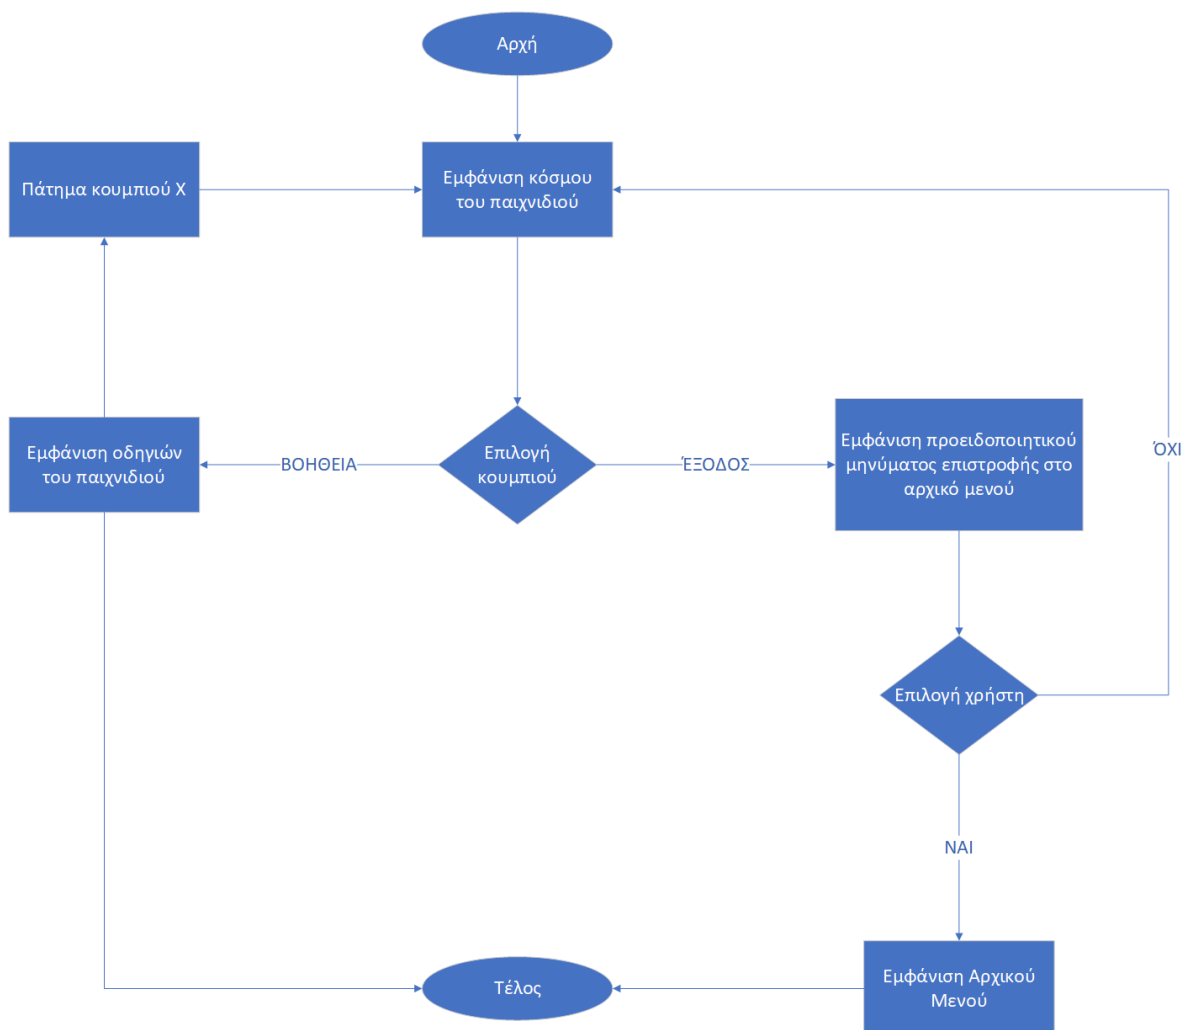 Αρχή
Πάτημα κουμπιού Χ
Εμφάνιση κόσμου
του παιχνιδιού
Εμφάνιση οδηγιών
του παιχνιδιού
ΒΟΗΘΕΙΑ
Επιλογή
κουμπιού
ΈΞΟΔΟΣ
Εμφάνιση προειδοποιητικού
μηνύματος επιστροφής στο
αρχικό μενού
ΌΧΙ
Επιλογή χρήστη
ΝΑΙ
Τέλος
Εμφάνιση Αρχικού
Μενού